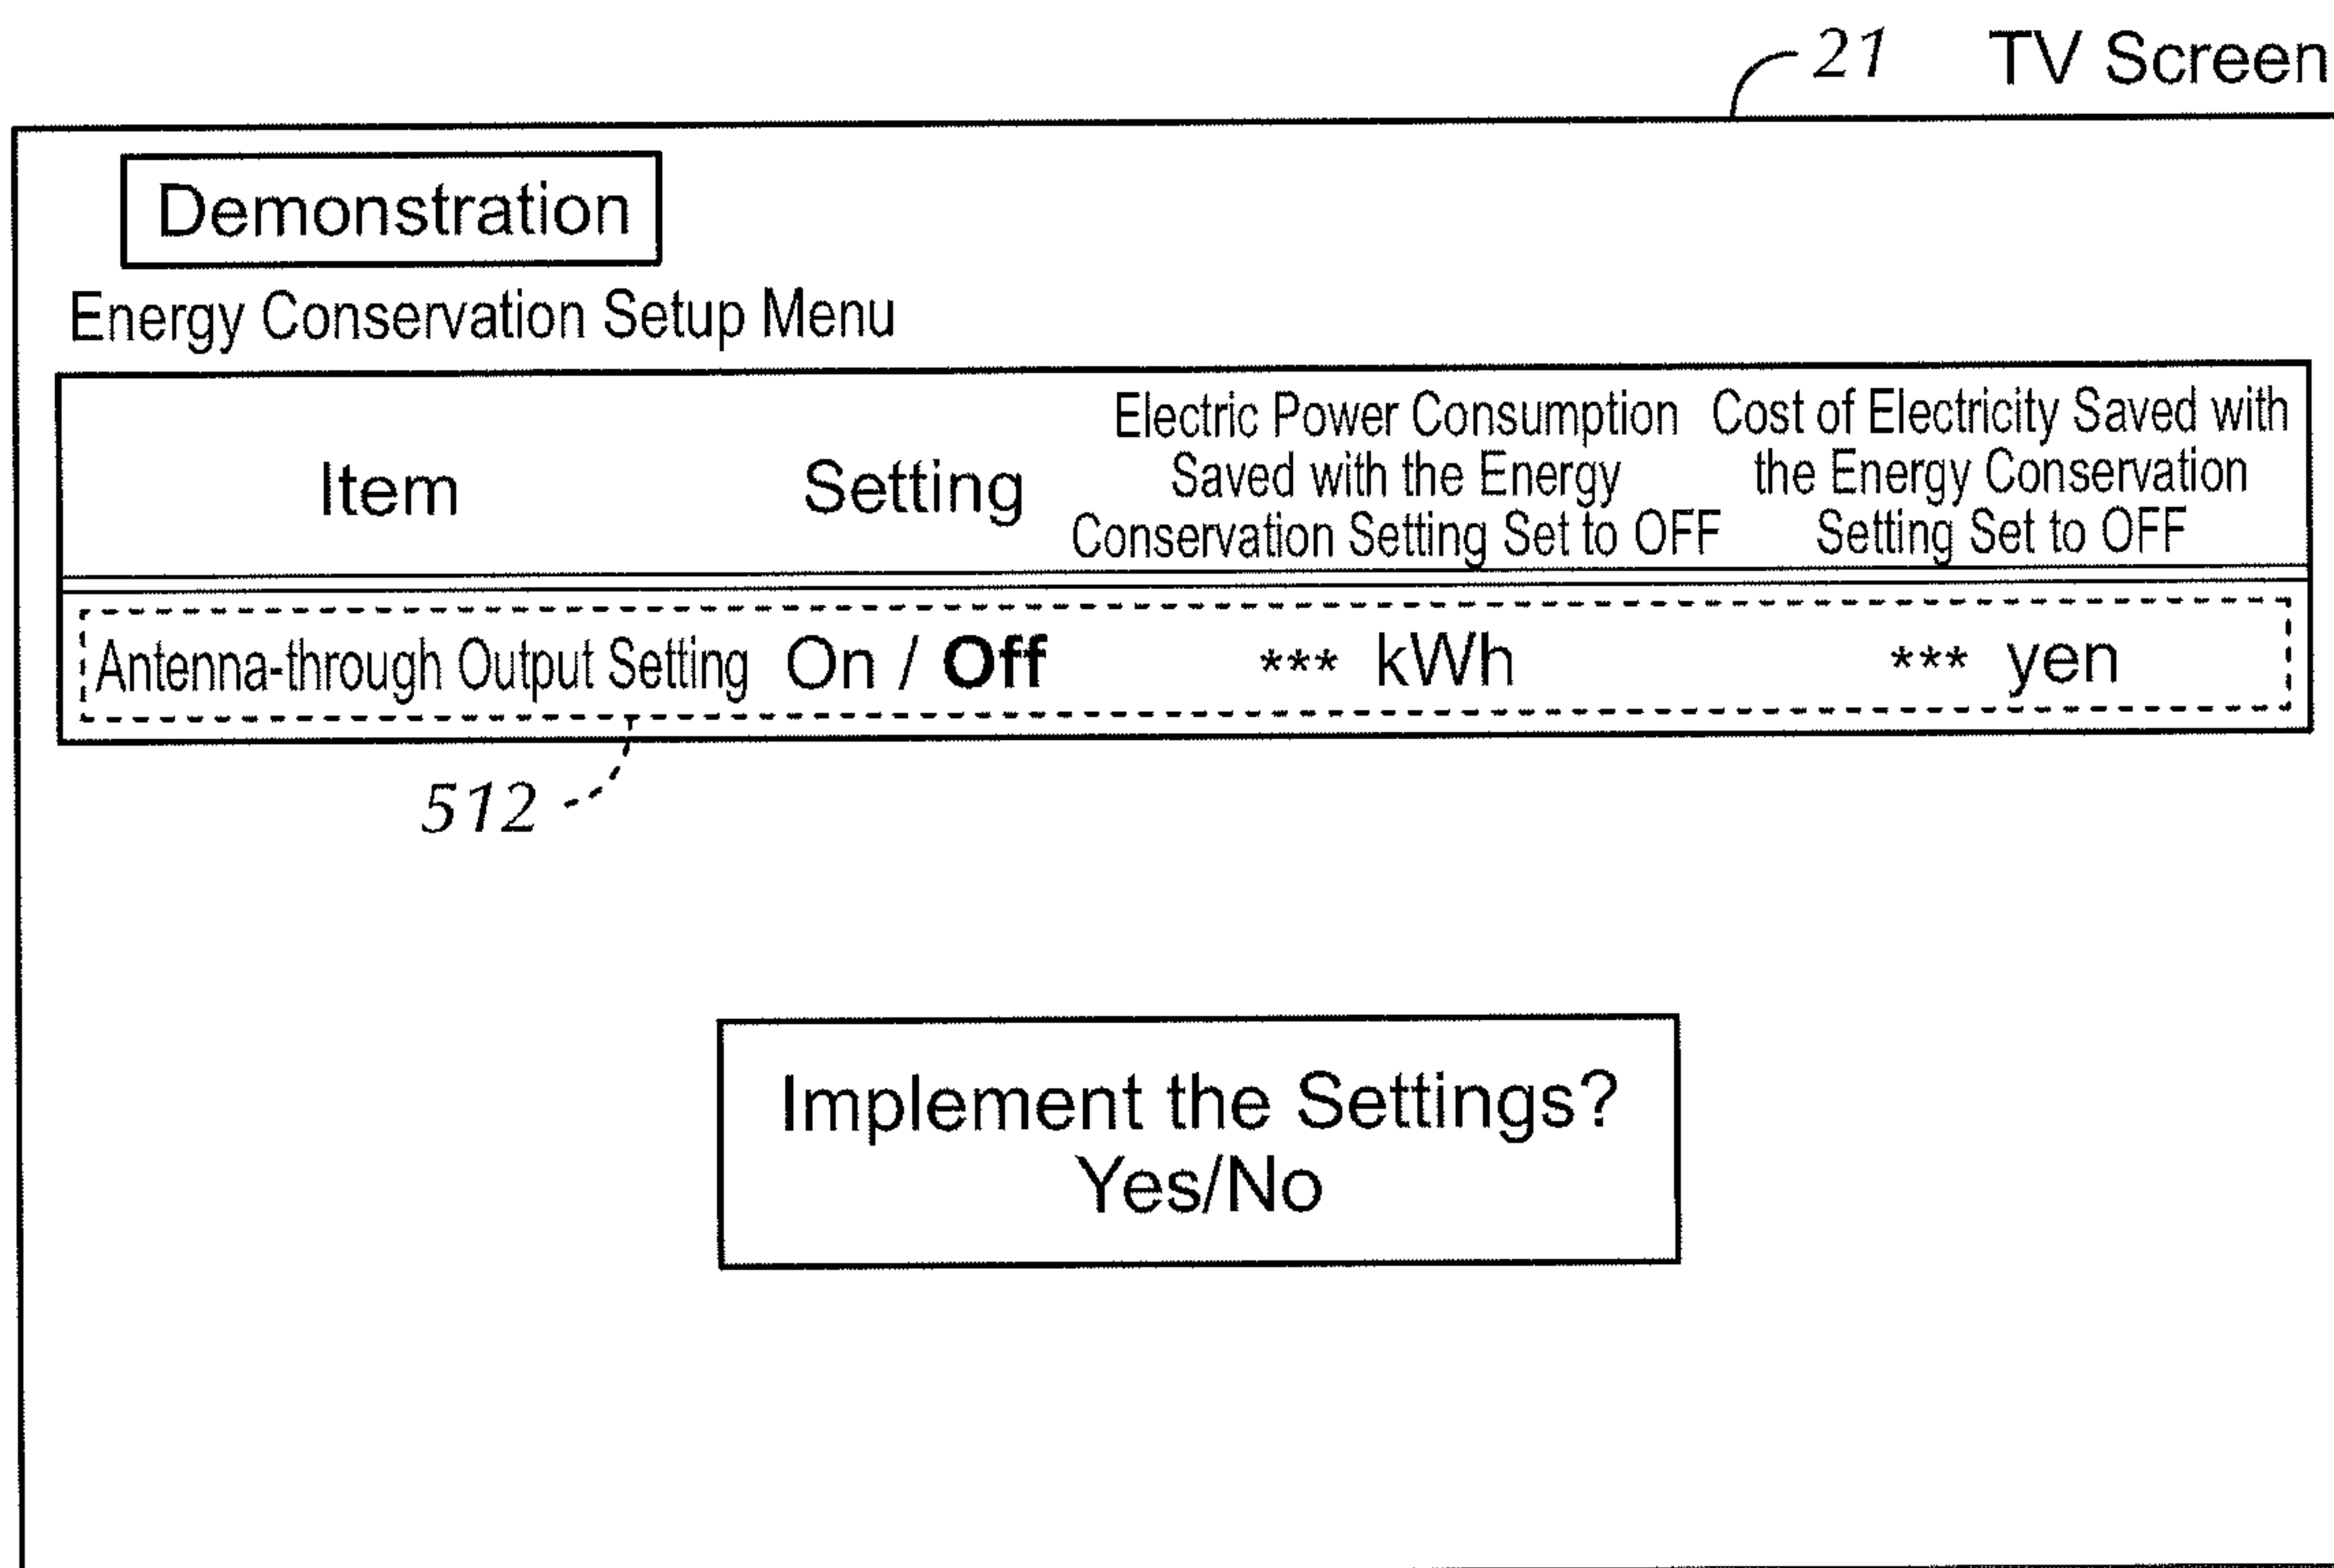 21 TV Screen
Demonstration
Energy Conservation Setup Menu
Item
Setting
Electric Power Consumption
Saved with the Energy
Conservation Setting Set to OFF
Cost of Electricity Saved with
the Energy Conservation
Setting Set to OFF
Antenna-through Output Setting On / Off *** kWh *** yen
512
Implement the Settings?
Yes/No